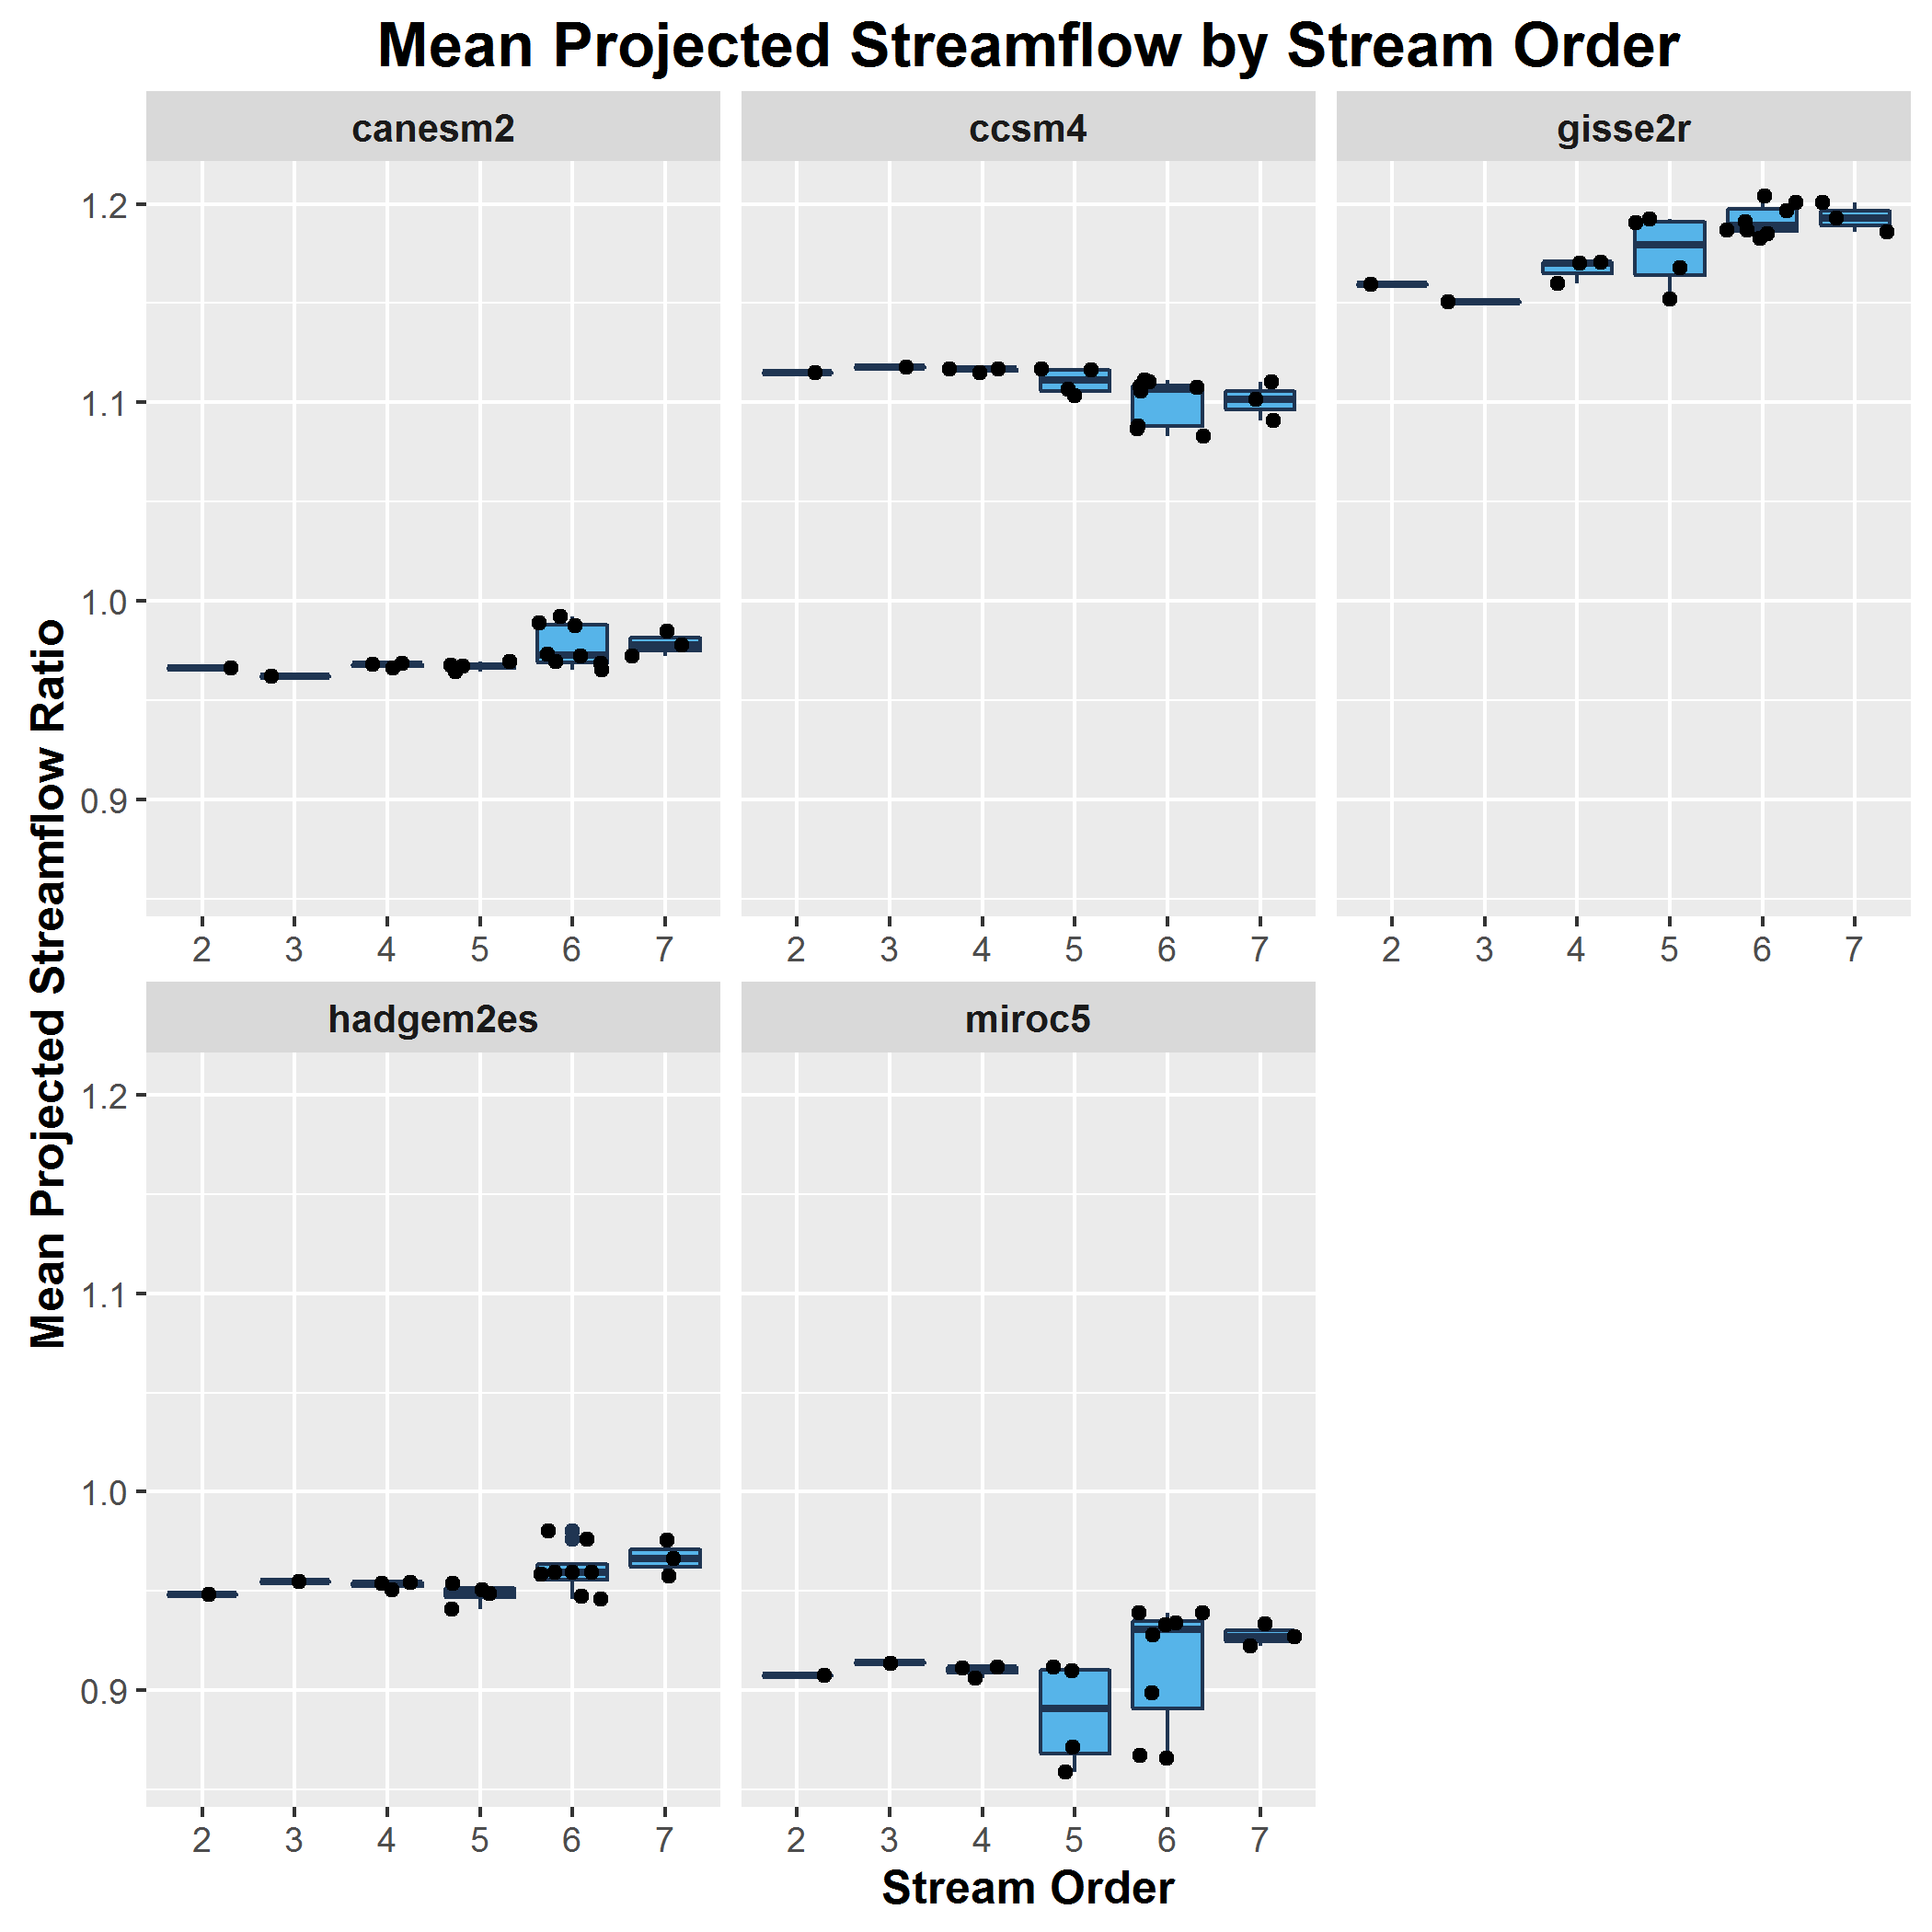 Mean Projected Streamflow by Stream Order
canesm2 ccsm4 gisse2r
1.2
1.1
1.0
0.9
2 3 4 5 6 7 2 3 4 5 6 7 2 3 4 5 6 7
Mean Projected Streamflow Ratio
hadgem2es miroc5
1.2
1.1
1.0
0.9
2 3 4 5 6 7 2 3 4 5 6 7
Stream Order